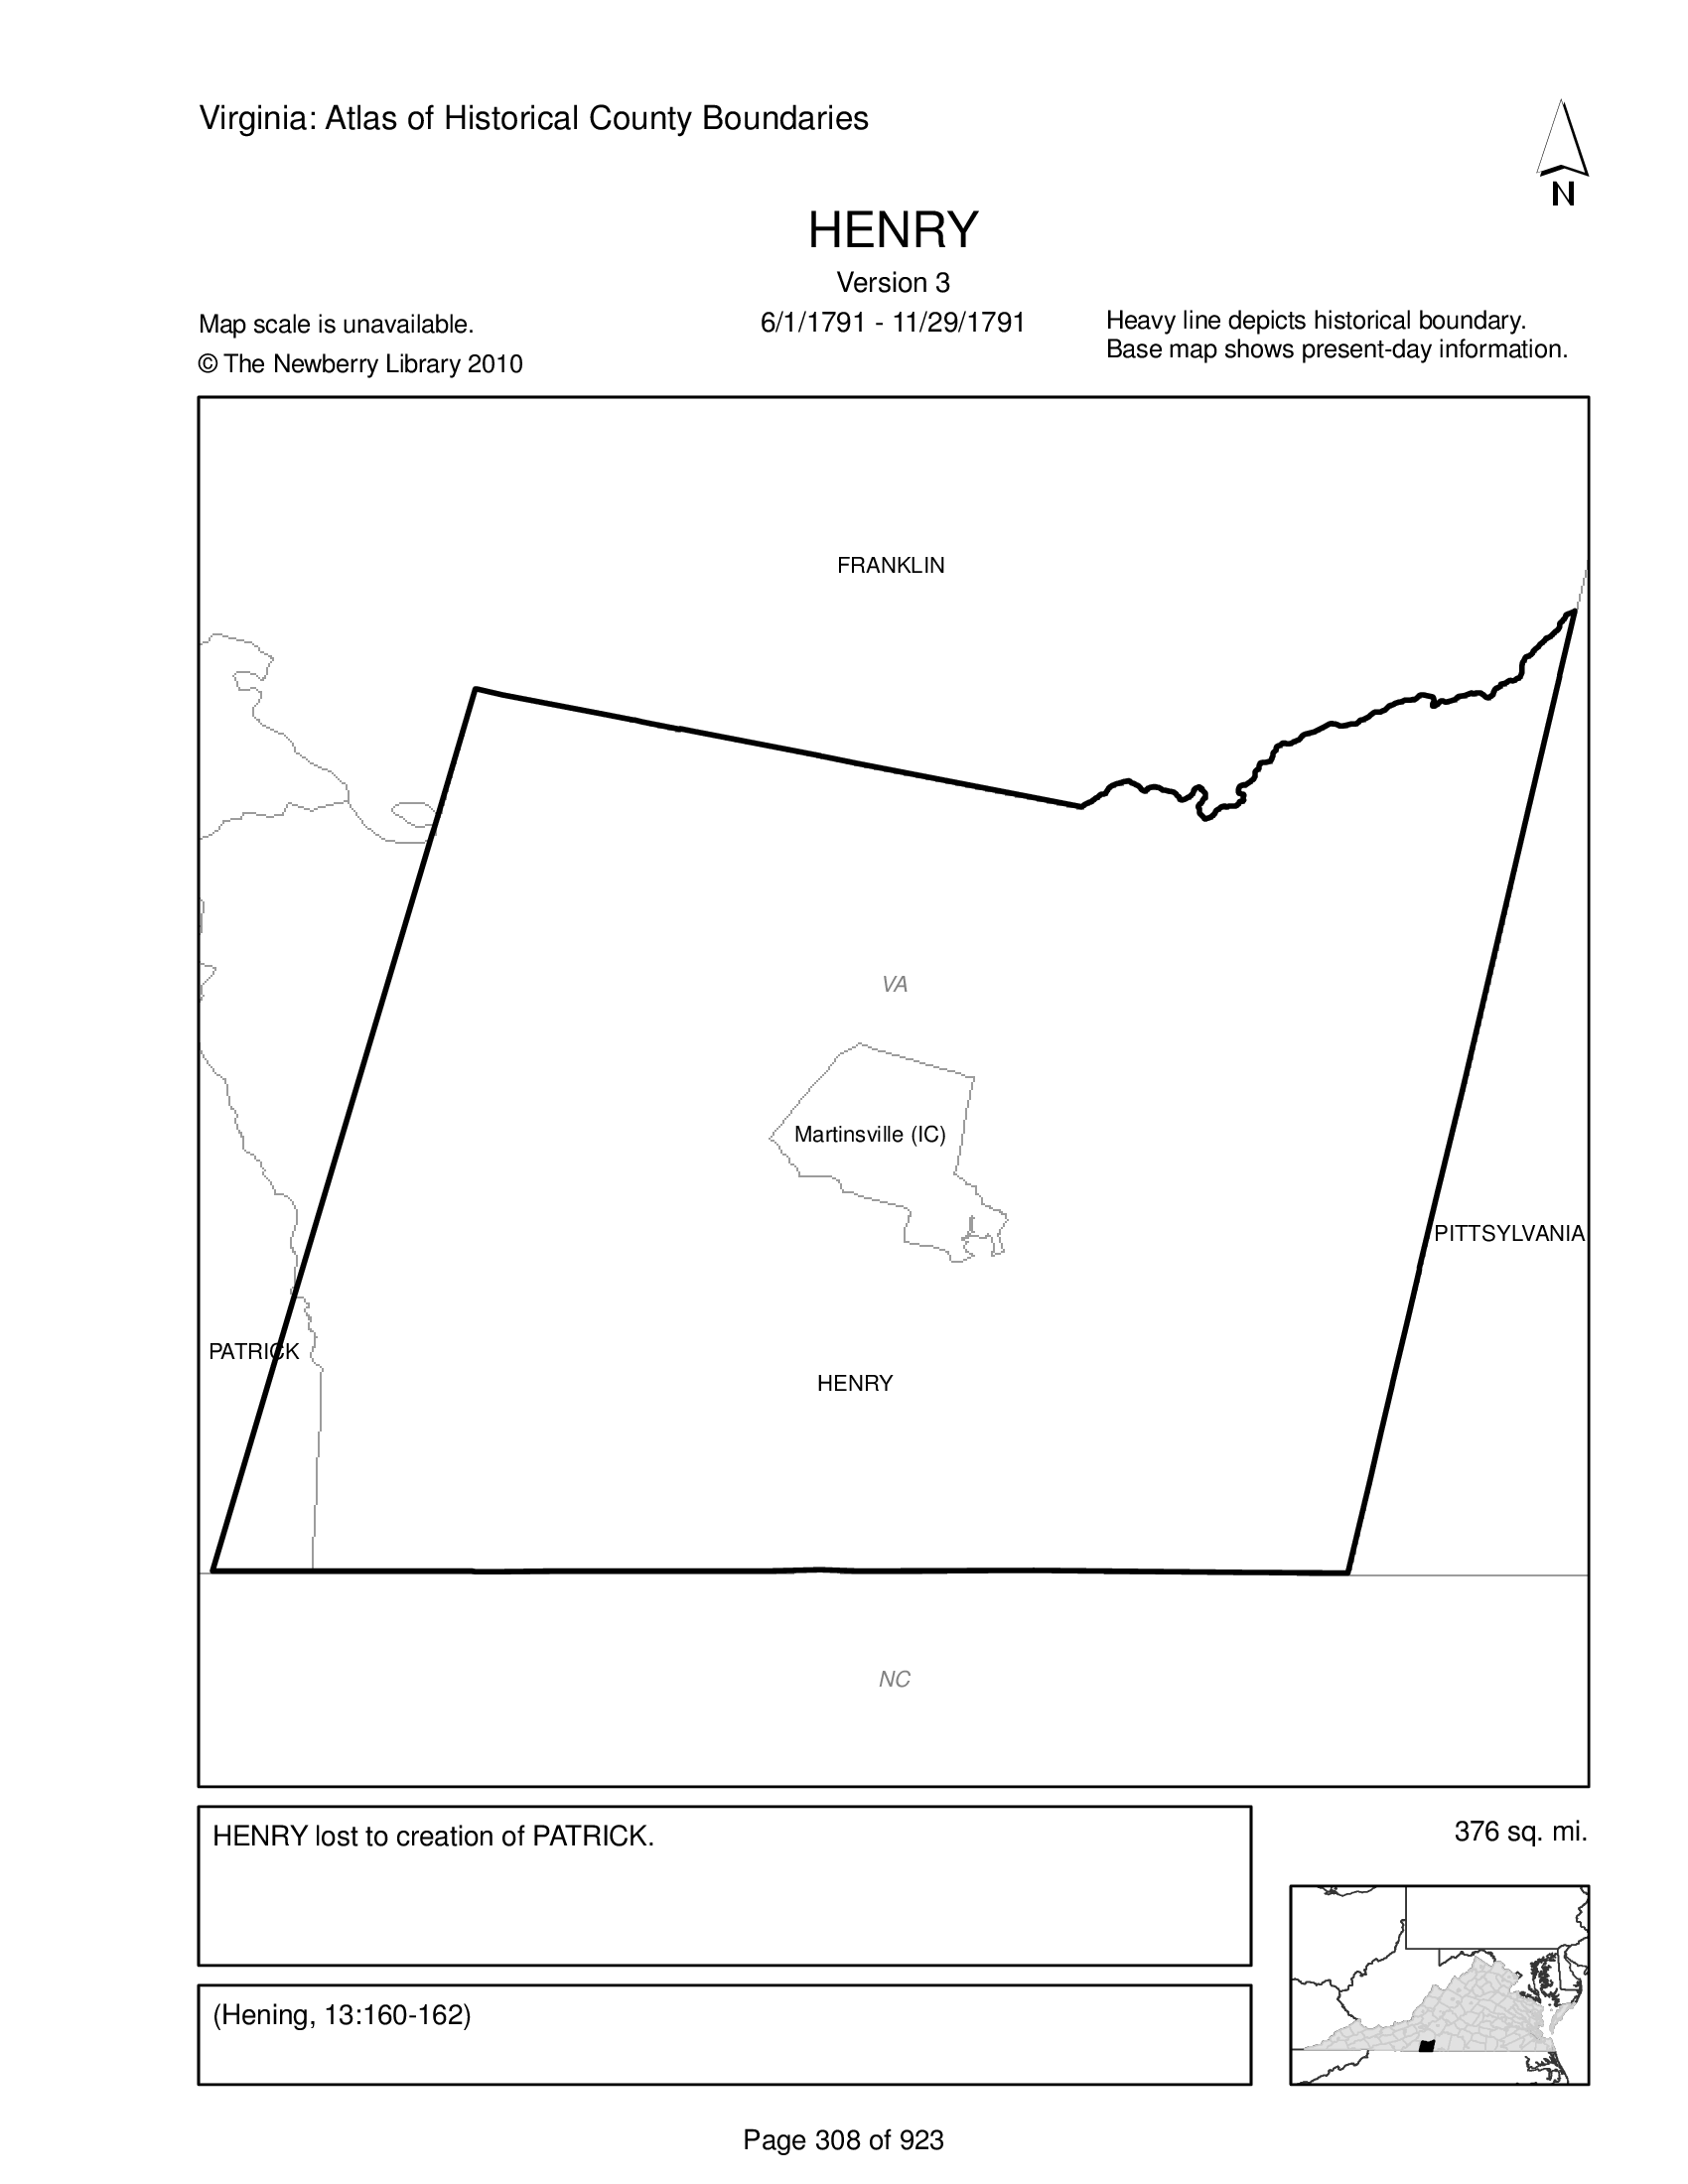 Virginia: Atlas of Historical County Boundaries
N
HENRY
Version 3
6/1/1791 - 11/29/1791
Map scale is unavailable.
© The Newberry Library 2010
Heavy line depicts historical boundary.
Base map shows present-day information.
FRANKLIN
VA
Martinsville (IC)
PITTSYLVANIA
PATRICK
HENRY
NC
HENRY lost to creation of PATRICK.
376 sq. mi.
(Hening, 13:160-162)
Page 308 of 923